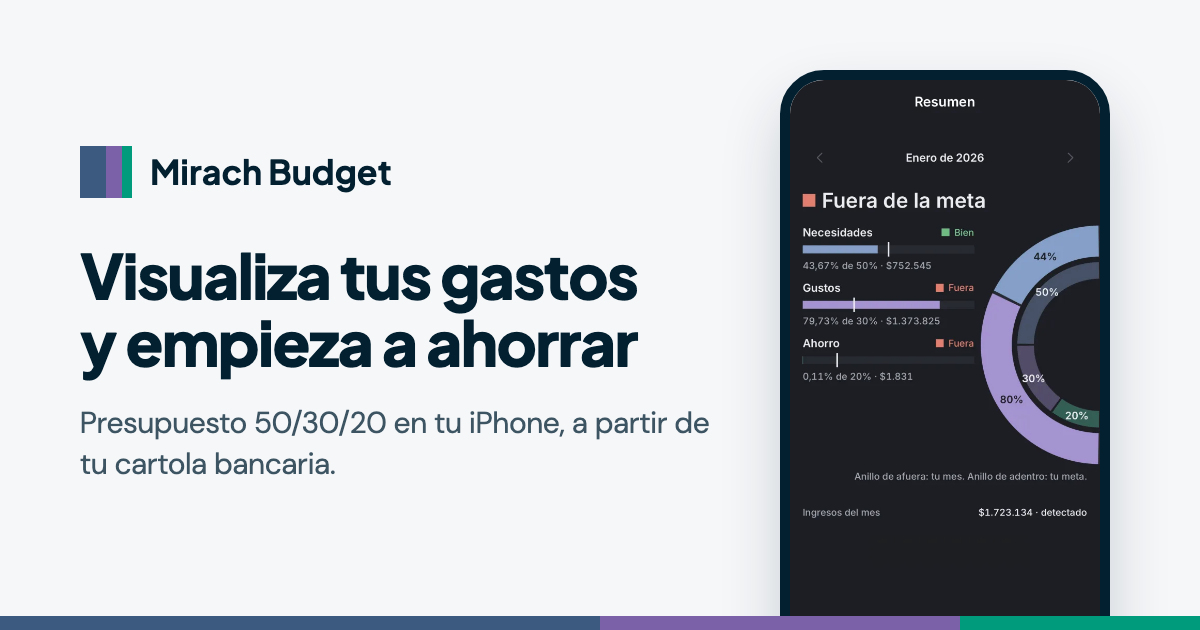 Mirach Budget
Visualiza tus gastos
y empieza a ahorrar
Presupuesto 50/30/20 en tu iPhone, a partir de
tu cartola bancaria.
Resumen
Enero de 2026
Fuera de la meta
Necesidades Bien
43,67% de 50% · $752.545
Gustos Fuera
79,73% de 30% · $1.373.825
Ahorro Fuera
0,11% de 20% · $1.831
44%
50%
30%
80%
20%
Anillo de afuera: tu mes. Anillo de adentro: tu meta.
Ingresos del mes $1.723.134 · detectado